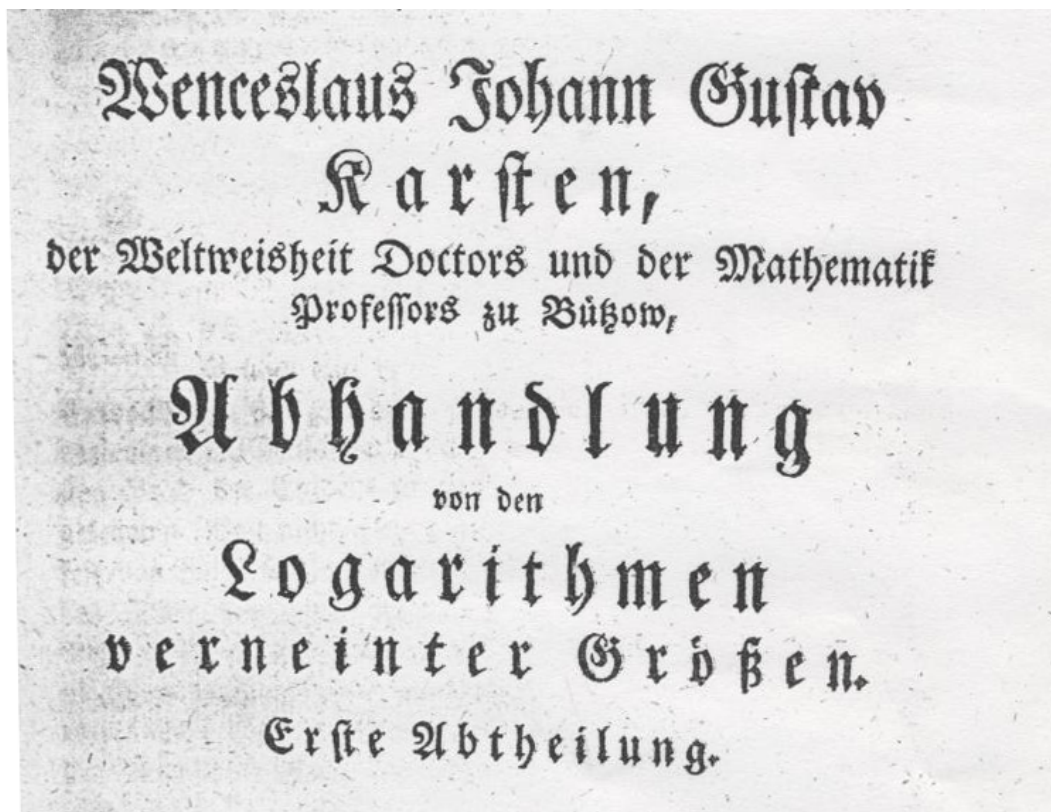 Wenceslaus Johann Gustav
Karsten,
der Weltweisheit Doctors und der Mathematik
Professors zu Bützow,
Abhandlung
von den
Logarithmen
verneinter Größen.
Erste Abtheilung.